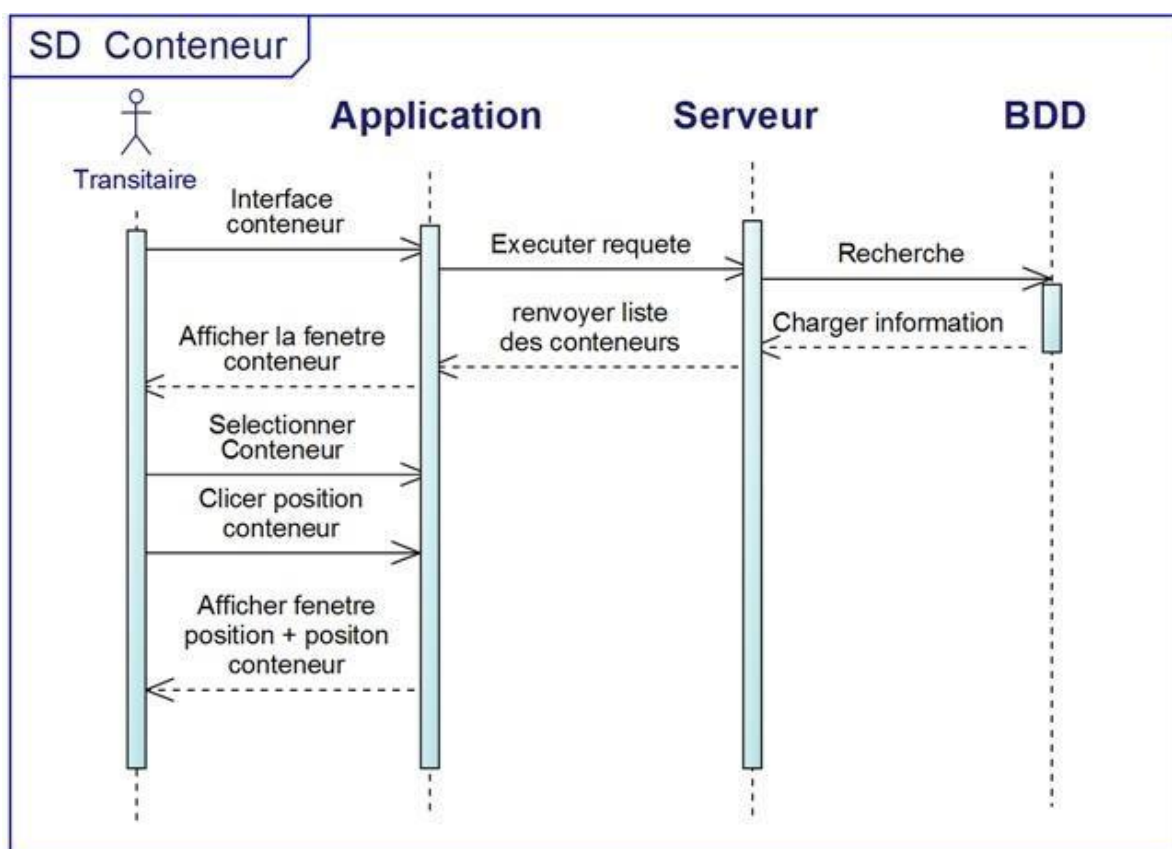 SD Conteneur
Transitaire
Application
Serveur
BDD
Interface
conteneur
Executer requete
Recherche
Charger information
renvoyer liste
des conteneurs
Afficher la fenetre
conteneur
Selectionner
Conteneur
Clicer position
conteneur
Afficher fenetre
position + positon
conteneur